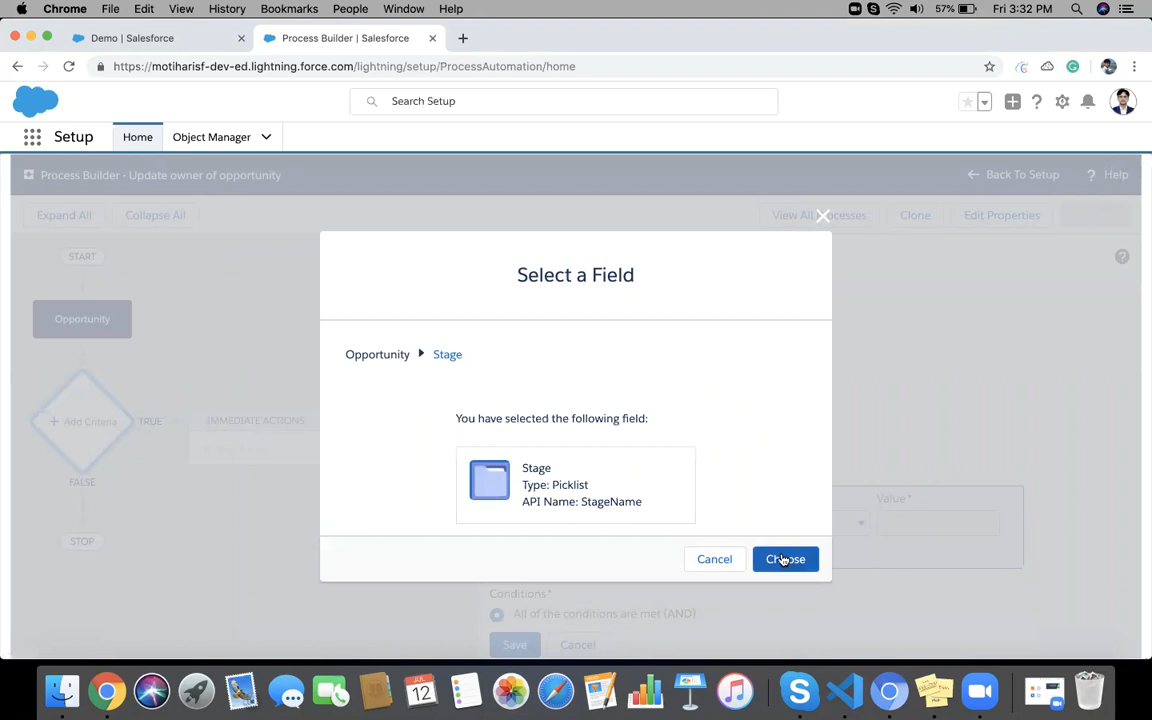 Chrome File Edit View History Bookmarks People Window Help 57% Fri 3:32 PM
Demo | Salesforce Process Builder | Salesforce
https://motiharisf-dev-ed.lightning.force.com/lightning/setup/ProcessAutomation/home
Search Setup
Setup Home Object Manager
Process Builder - Update owner of opportunity Back To Setup Help
Expand All Collapse All View All Clone Edit Properties
START
Select a Field
Opportunity
Opportunity Stage
Add Criteria TRUE IMMEDIATE ACTIONS
You have selected the following field:
Stage
Type: Picklist
API Name: StageName
FALSE
Value*
STOP
Cancel Choose
Conditions*
All of the conditions are met (AND)
Save Cancel
JUL
12